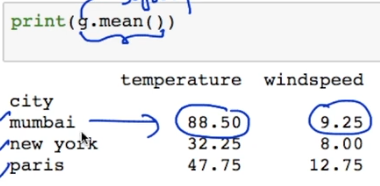 print(g.mean())
temperature windspeed
city
mumbai 88.50 9.25
new york 32.25 8.00
paris 47.75 12.75